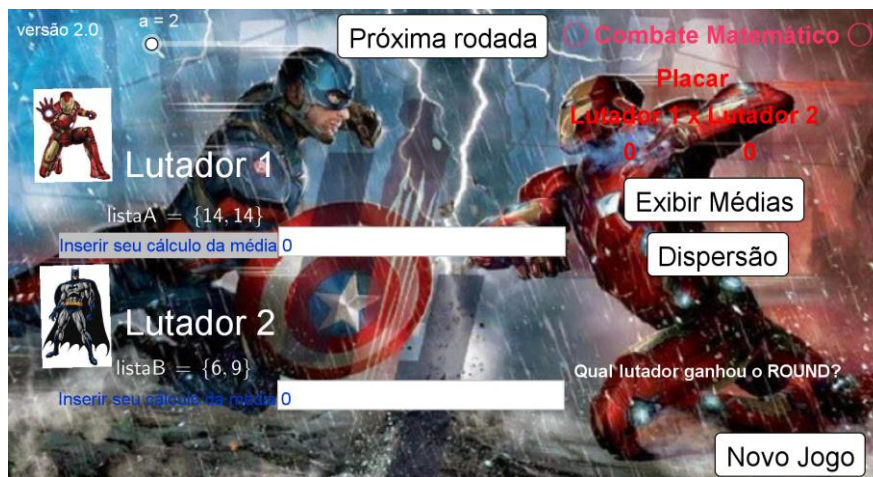 versão 2.0
a = 2
Próxima rodada
Combate Matemático
Placar
Lutador 1 x Lutador 2
0 0
Lutador 1
Exibir Médias
listaA = {14, 14}
Inserir seu cálculo da média 0
Dispersão
Lutador 2
listaB = {6, 9}
Qual lutador ganhou o ROUND?
Inserir seu cálculo da média 0
Novo Jogo